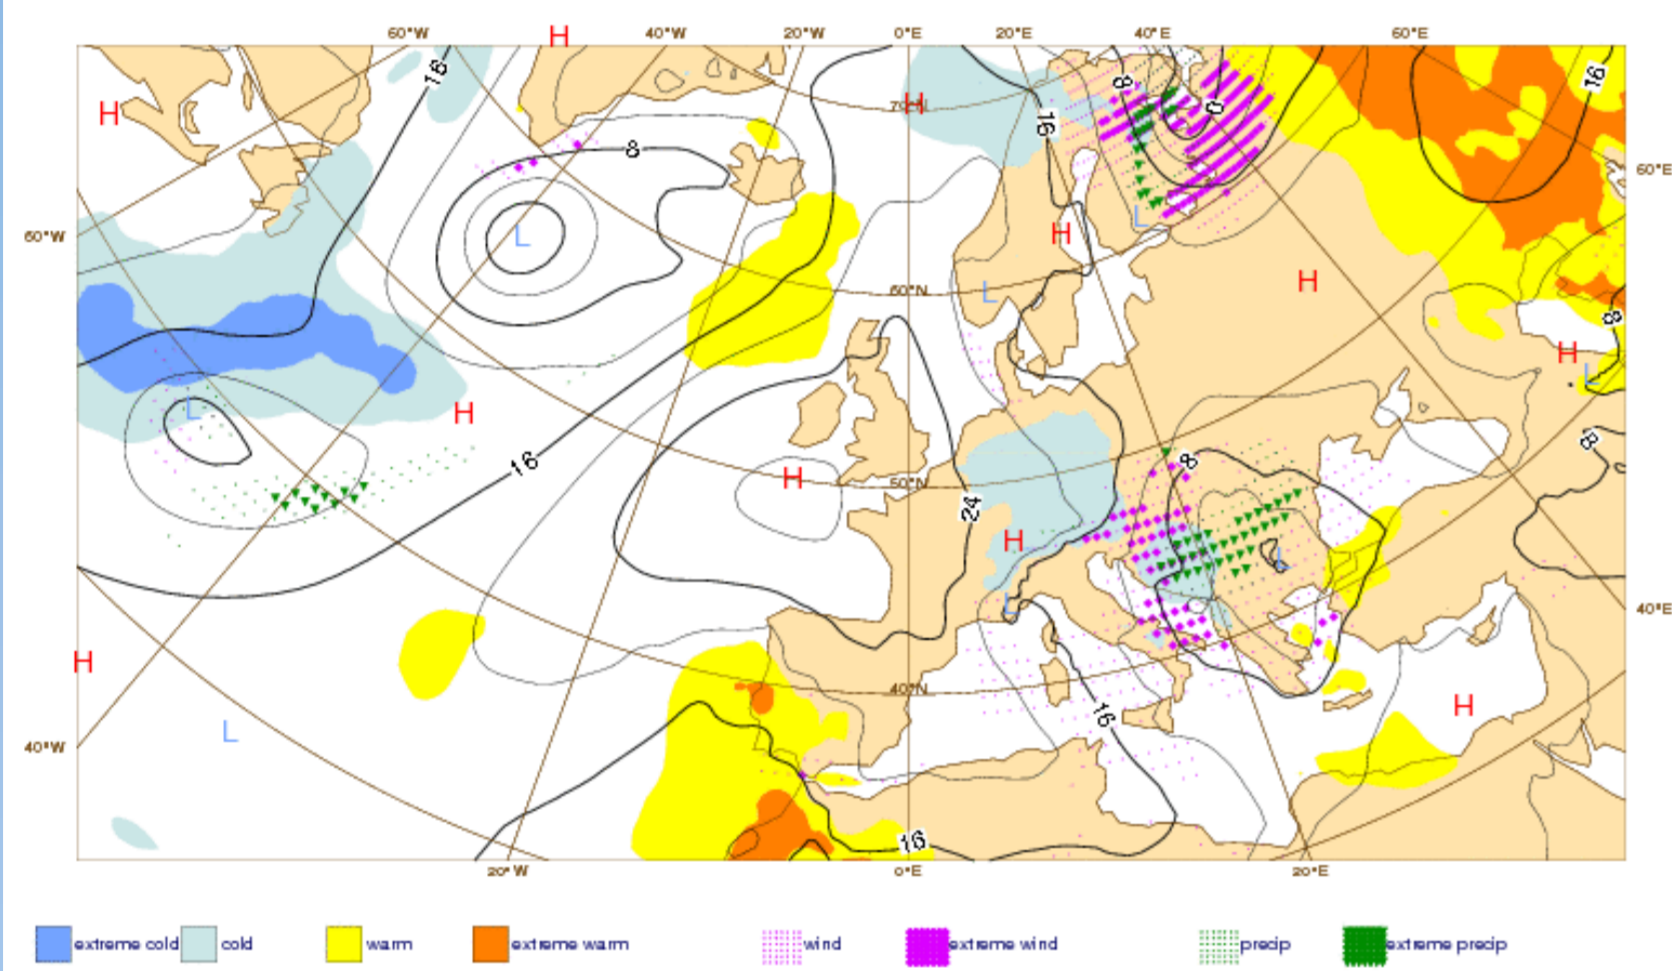 60°W 40°W 20°W 0°E 20°E 40°E 60°E
H
16 8 16
H H 70°N 0
16
8 60°E
60°W L L H
H
L 60°N
8
H
L
L H
16 8 8
H 50°N
24
H L
L 40°E
H
40°N H
16
40°W L
16
20°W 0°E 20°E
extreme cold cold warm extreme warm wind extreme wind precip extreme precip